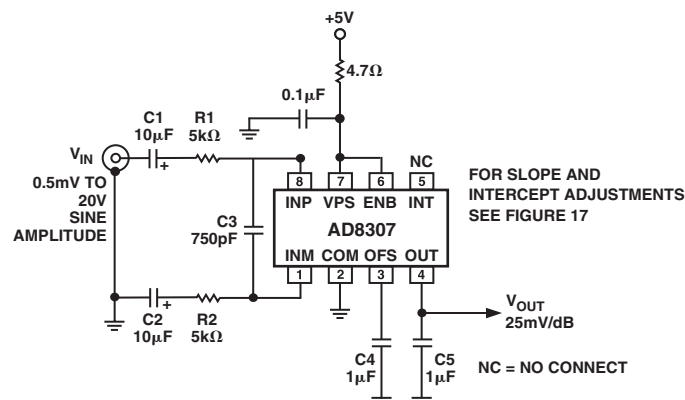 +5V
4.7Ω
0.1μF
C1
10μF
R1
5kΩ
VIN
+
NC
0.5mV TO
20V
SINE
AMPLITUDE
8
7
6
5
FOR SLOPE AND
INTERCEPT ADJUSTMENTS
SEE FIGURE 17
INP
VPS
ENB
INT
C3
750pF
AD8307
INM
COM
OFS
OUT
1
2
3
4
+
C2
10μF
R2
5kΩ
VOUT
25mV/dB
C4
1μF
C5
1μF
NC = NO CONNECT